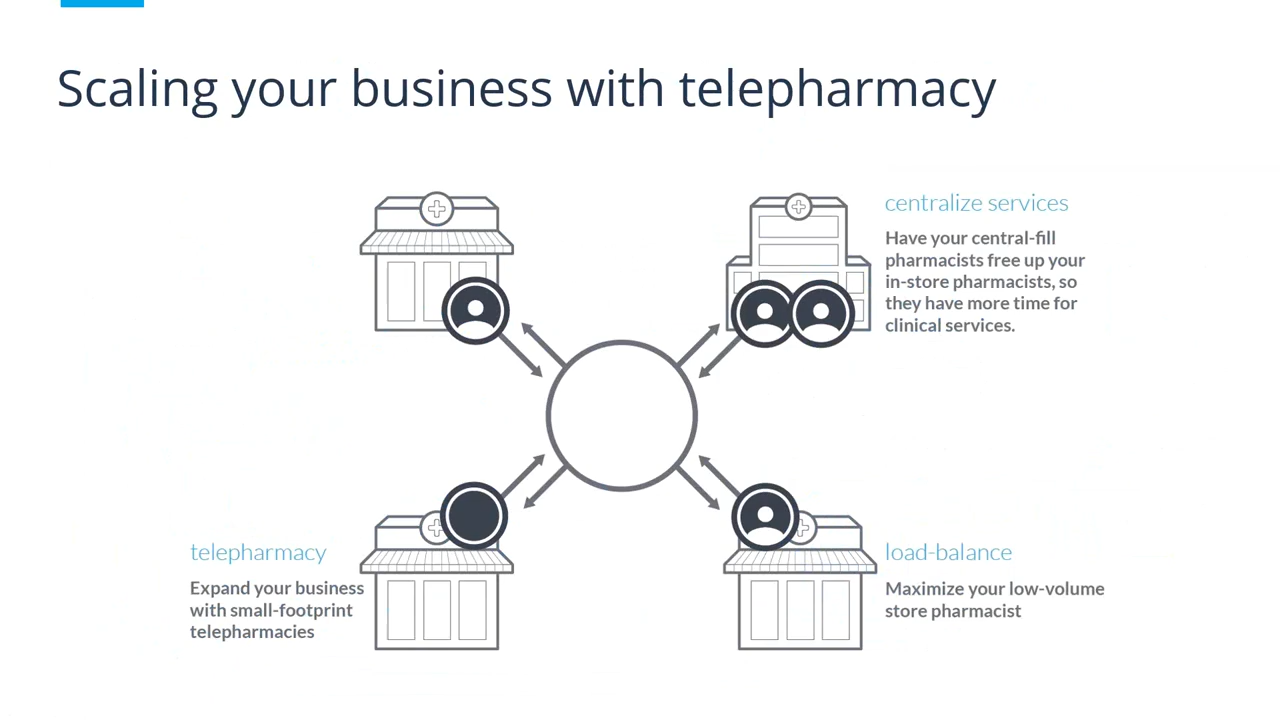 Scaling your business with telepharmacy
centralize services
Have your central-fill
pharmacists free up your
in-store pharmacists, so
they have more time for
clinical services.
telepharmacy
Expand your business
with small-footprint
telepharmacies
load-balance
Maximize your low-volume
store pharmacist